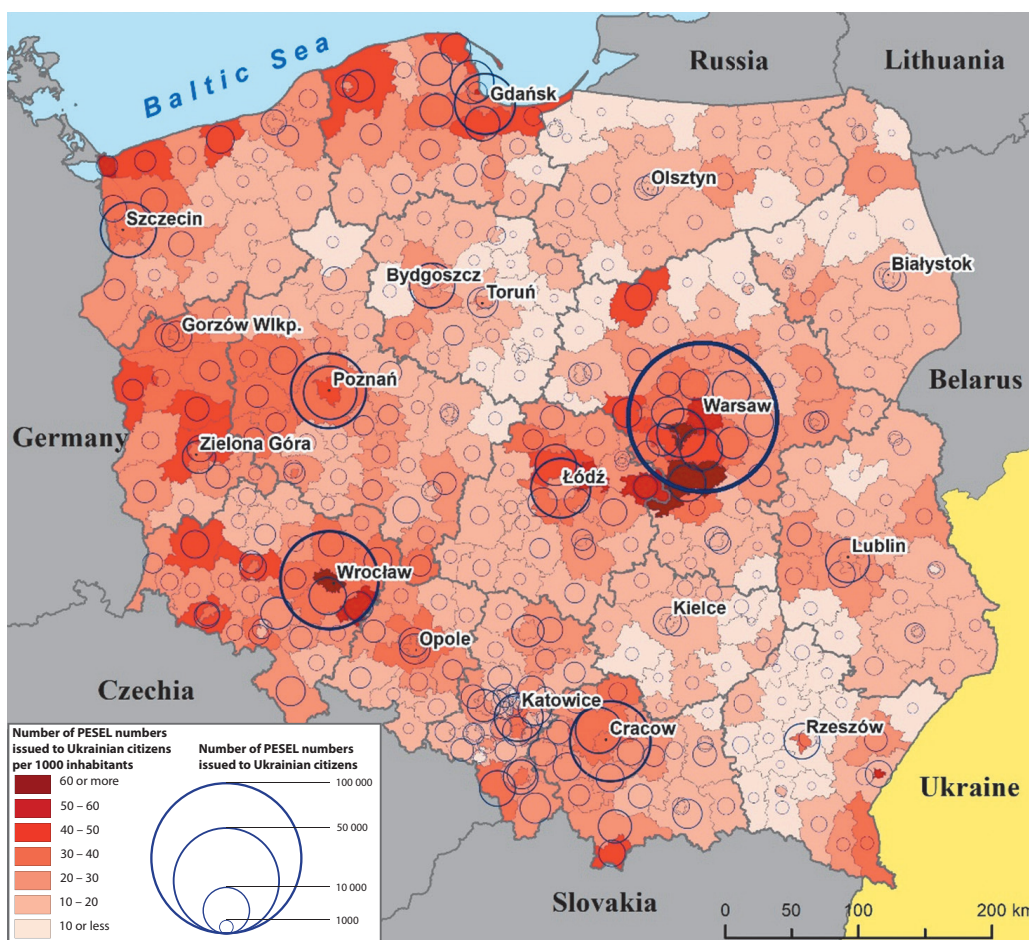 Baltic Sea
Russia
Lithuania
Gdańsk
Olsztyn
Szczecin
Białystok
Bydgoszcz
Toruń
Gorzów Wlkp.
Belarus
Poznań
Warsaw
Germany
Zielona Góra
Łódź
Lublin
Wrocław
Kielce
Opole
Czechia
Katowice
Cracow
Rzeszów
Ukraine
Slovakia
Number of PESEL numbers
issued to Ukrainian citizens
per 1000 inhabitants
60 or more
50 – 60
40 – 50
30 – 40
20 – 30
10 – 20
10 or less
Number of PESEL numbers
issued to Ukrainian citizens
100 000
50 000
10 000
1000
0 50 100 200 km